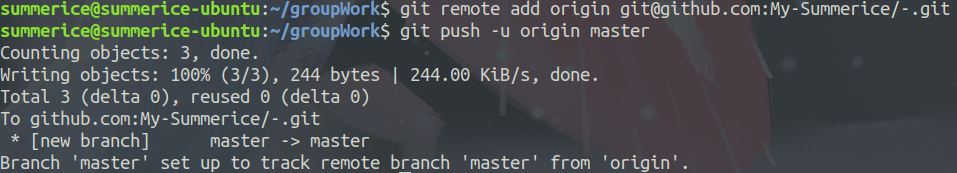 summerice@summerice-ubuntu:~/groupWork$ git remote add origin git@github.com:My-Summerice/-.git
summerice@summerice-ubuntu:~/groupWork$ git push -u origin master
Counting objects: 3, done.
Writing objects: 100% (3/3), 244 bytes | 244.00 KiB/s, done.
Total 3 (delta 0), reused 0 (delta 0)
To github.com:My-Summerice/-.git
 * [new branch]      master -> master
Branch 'master' set up to track remote branch 'master' from 'origin'.